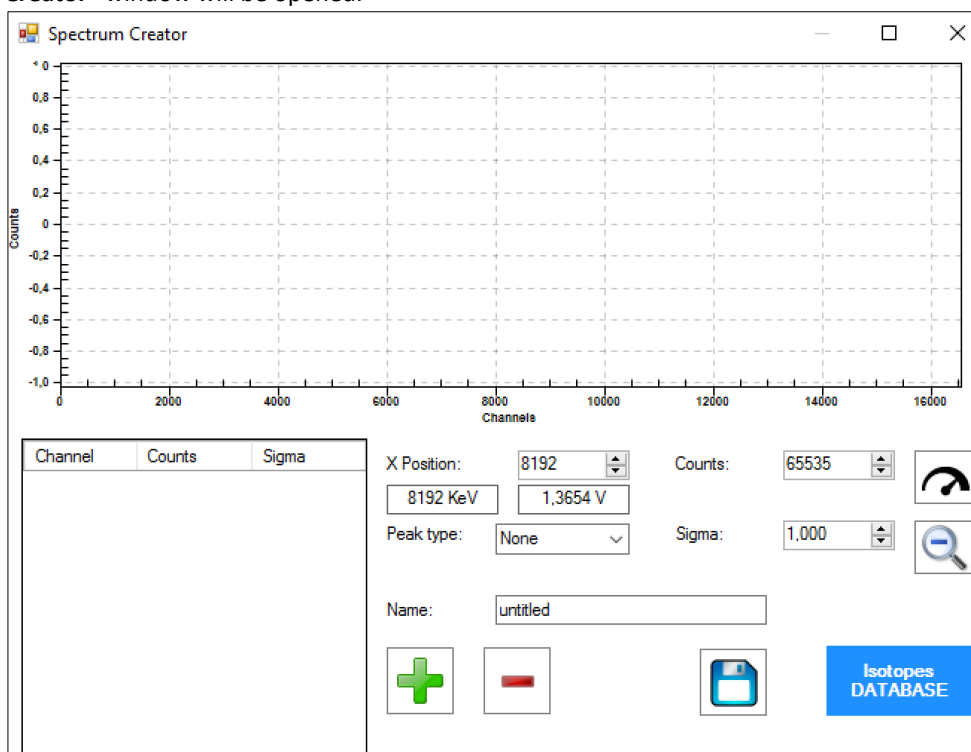 Creator" window will be opened.
Spectrum Creator
1 0
0,8
0,6
0,4
0,2
0
-0,2
-0,4
-0,6
-0,8
-1,0
Counts
0 2000 4000 6000 8000 10000 12000 14000 16000
Channels
Channel Counts Sigma
X Position: 8192 Counts: 65535
8192 KeV 1,3654 V
Peak type: None Sigma: 1,000
Name: untitled
Isotopes
DATABASE